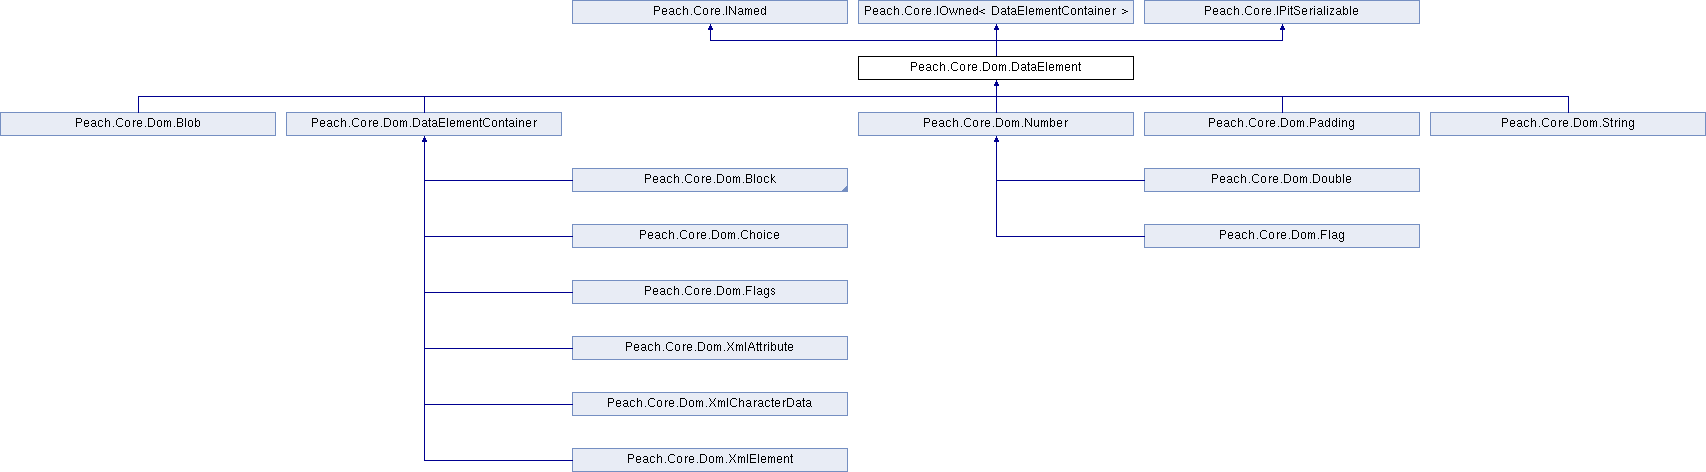 Peach.Core.INamed
Peach.Core.IOwned< DataElementContainer >
Peach.Core.IPitSerializable
Peach.Core.Dom.DataElement
Peach.Core.Dom.Blob
Peach.Core.Dom.DataElementContainer
Peach.Core.Dom.Number
Peach.Core.Dom.Padding
Peach.Core.Dom.String
Peach.Core.Dom.Block
Peach.Core.Dom.Double
Peach.Core.Dom.Choice
Peach.Core.Dom.Flag
Peach.Core.Dom.Flags
Peach.Core.Dom.XmlAttribute
Peach.Core.Dom.XmlCharacterData
Peach.Core.Dom.XmlElement